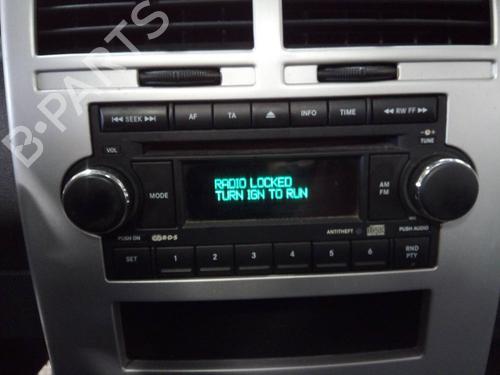 B-PARTS
SEEK
AF
TA
INFO
TIME
RW FF
VOL
TUNE
MODE
RADIO LOCKED
TURN IGN TO RUN
AM
FM
PUSH ON
RDS
ANTITHEFT
PUSH AUDIO
SET
1
2
3
4
5
6
RND
PTY